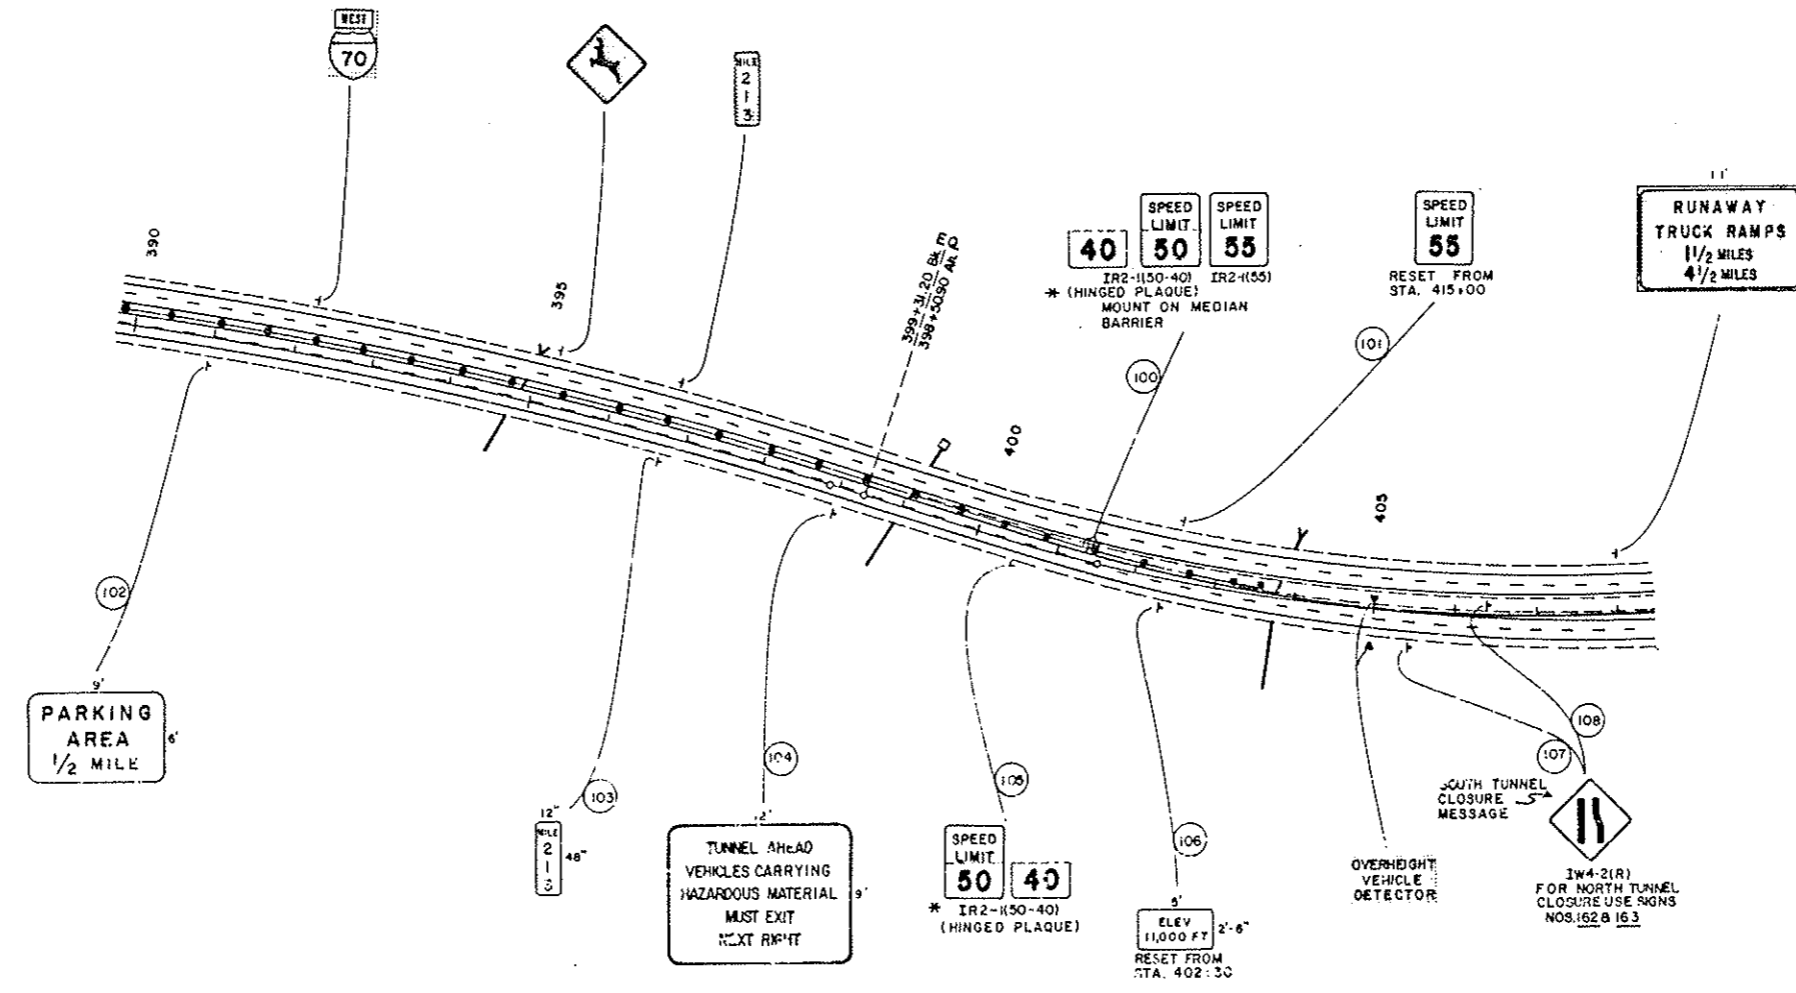 WEST
70
MILE
2
1
3
390
395
399+31.20 Bk.
398+50.90 Ah.
400
405
40
SPEED
LIMIT
50
SPEED
LIMIT
55
IR2-1(50-40)
IR2-1(55)
* (HINGED PLAQUE)
MOUNT ON MEDIAN
BARRIER
100
SPEED
LIMIT
55
RESET FROM
STA. 415+00
101
11'
RUNAWAY
TRUCK RAMPS
1 1/2 MILES
4 1/2 MILES
102
9'
PARKING
AREA
1/2 MILE
6'
103
12"
MILE
2
1
3
48"
104
12'
TUNNEL AHEAD
VEHICLES CARRYING
HAZARDOUS MATERIAL
MUST EXIT
NEXT RIGHT
9'
105
SPEED
LIMIT
50
40
* IR2-1(50-40)
(HINGED PLAQUE)
106
5'
ELEV
11,000 FT
2'-6"
RESET FROM
STA. 402+30
OVERHEIGHT
VEHICLE
DETECTOR
107
108
SOUTH TUNNEL
CLOSURE
MESSAGE
IW4-2(R)
FOR NORTH TUNNEL
CLOSURE USE SIGNS
NOS. 162 & 163